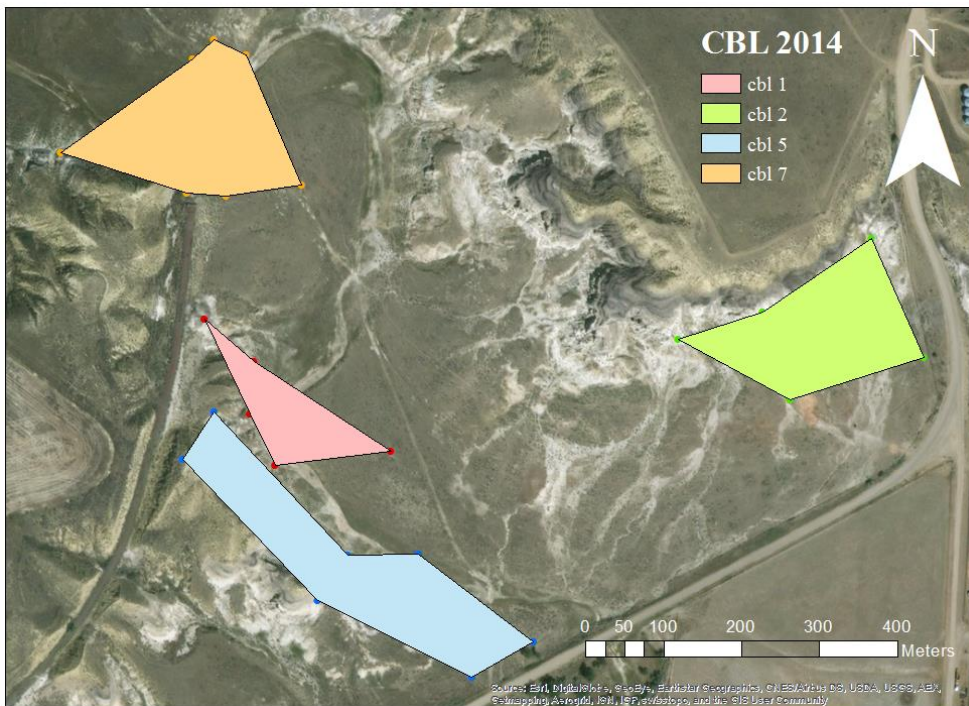 CBL 2014
N
cbl 1
cbl 2
cbl 5
cbl 7
0 50 100 200 300 400
Meters
Source: Esri, DigitalGlobe, GeoEye, Earthstar Geographics, CNES/Airbus DS, USDA, USGS, AEX,
Getmapping, Aerogrid, IGN, IGP, swisstopo, and the GIS User Community